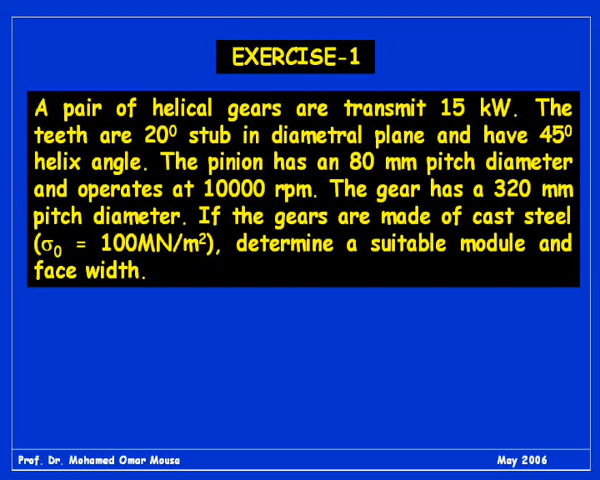 EXERCISE-1
A pair of helical gears are transmit 15 kW. The
teeth are 20⁰ stub in diametral plane and have 45⁰
helix angle. The pinion has an 80 mm pitch diameter
and operates at 10000 rpm. The gear has a 320 mm
pitch diameter. If the gears are made of cast steel
(σ₀ = 100MN/m²), determine a suitable module and
face width.
Prof. Dr. Mohamed Omar Mousa
May 2006